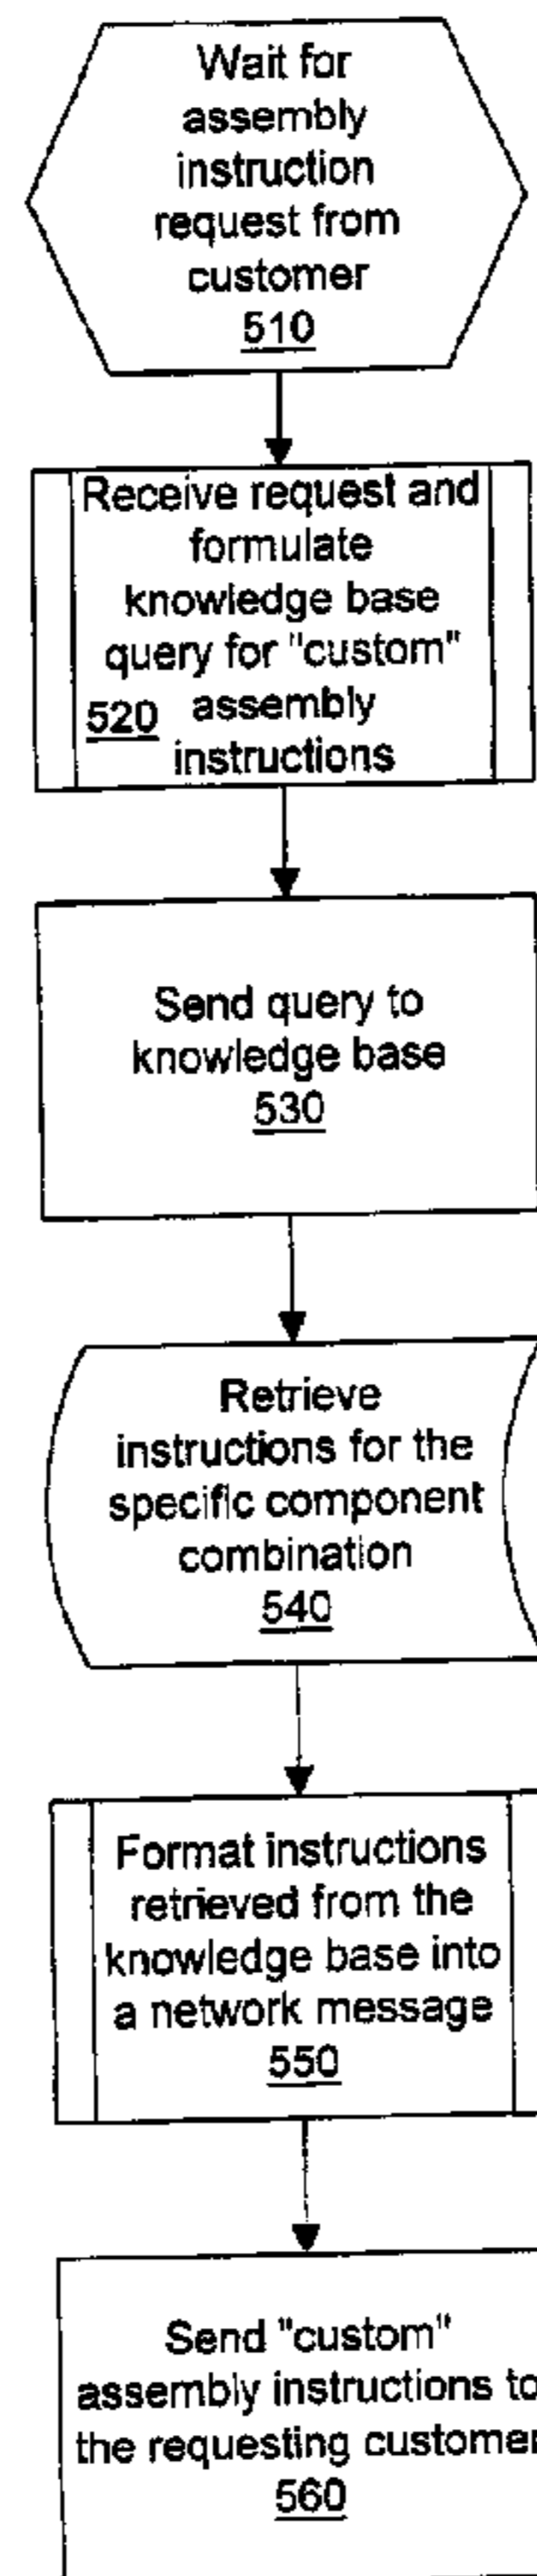 Wait for
assembly
instruction
request from
customer
510
Receive request and
formulate
knowledge base
query for "custom"
520 assembly
instructions
Send query to
knowledge base
530
Retrieve
instructions for the
specific component
combination
540
Format instructions
retrieved from the
knowledge base into
a network message
550
Send "custom"
assembly instructions to
the requesting customer
560